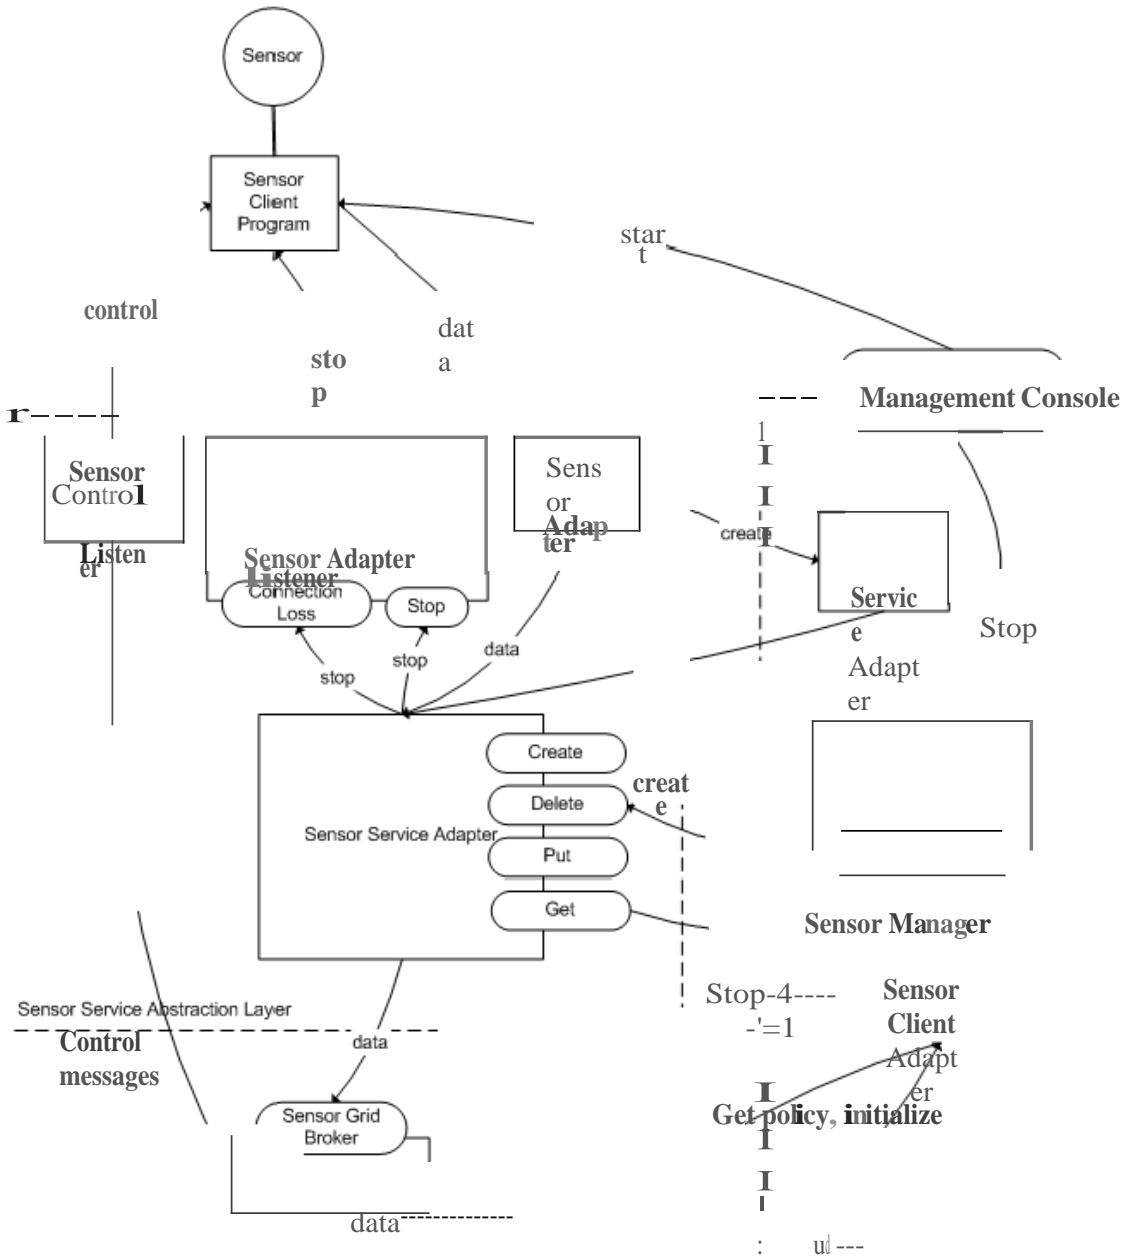 Sensor
Sensor
Client
Program
star
t
control
dat
a
sto
p
Management Console
Sensor
Control
Listen
er
Sensor Adapter
Listener
Connection
Loss
Stop
Sens
or
Adap
ter
create
Servic
e
Adapt
er
Stop
data
stop
stop
Create
Delete
Put
Get
Sensor Service Adapter
creat
e
Sensor Manager
Stop-4----
-'=1
Sensor
Client
Adapt
er
Sensor Service Abstraction Layer
Control
messages
data
Get policy, initialize
Sensor Grid
Broker
data